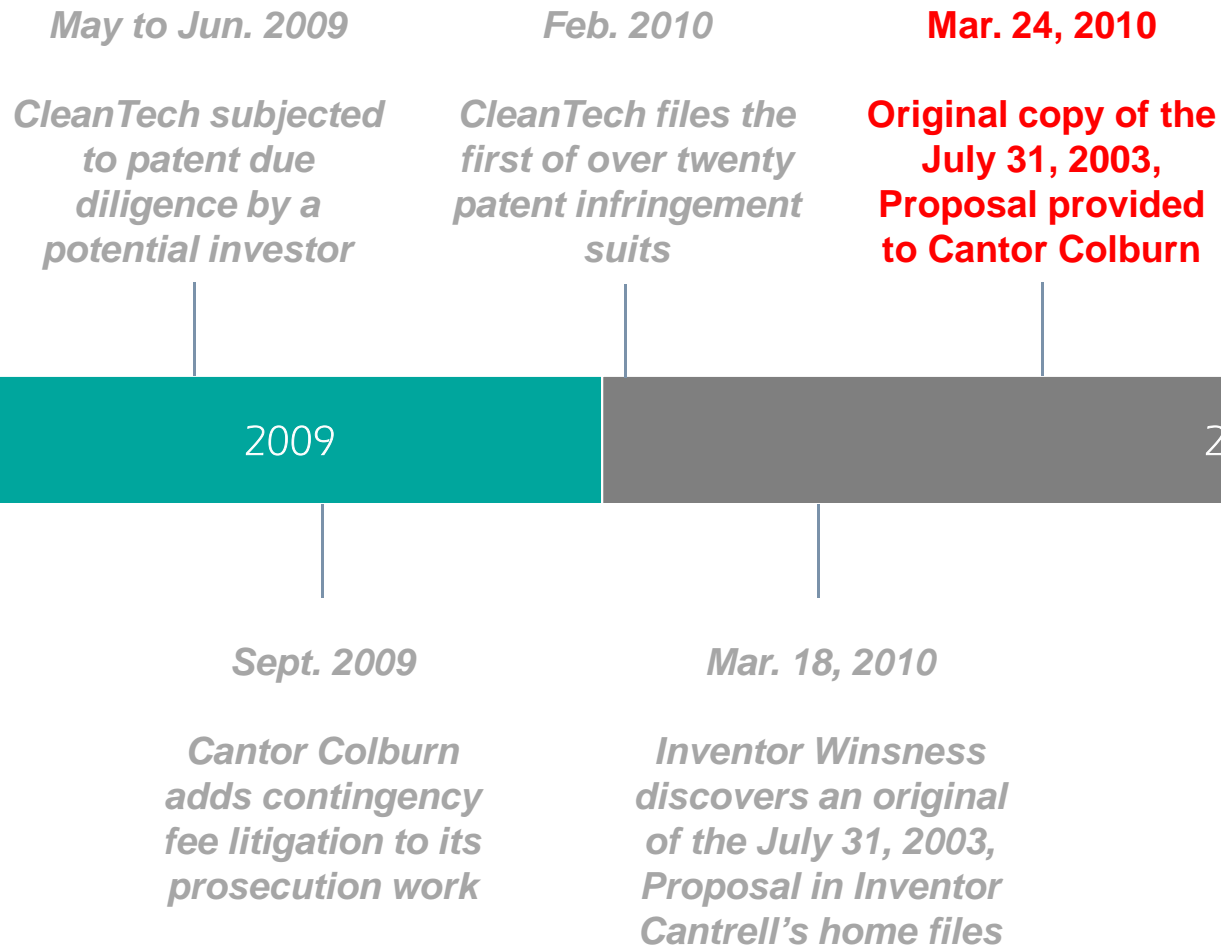 May to Jun. 2009
CleanTech subjected
to patent due
diligence by a
potential investor
Feb. 2010
CleanTech files the
first of over twenty
patent infringement
suits
Mar. 24, 2010
Original copy of the
July 31, 2003,
Proposal provided
to Cantor Colburn
2009
2
Sept. 2009
Cantor Colburn
adds contingency
fee litigation to its
prosecution work
Mar. 18, 2010
Inventor Winsness
discovers an original
of the July 31, 2003,
Proposal in Inventor
Cantrell's home files